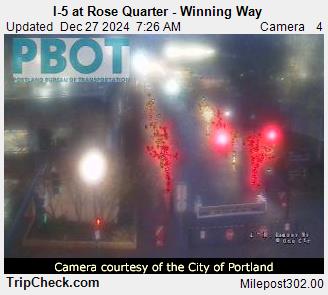 I-5 at Rose Quarter - Winning Way
Updated Dec 27 2024 7:26 AM Camera 4
PBOT
PORTLAND BUREAU OF TRANSPORTATION
Camera courtesy of the City of Portland
TripCheck.com Milepost302.00